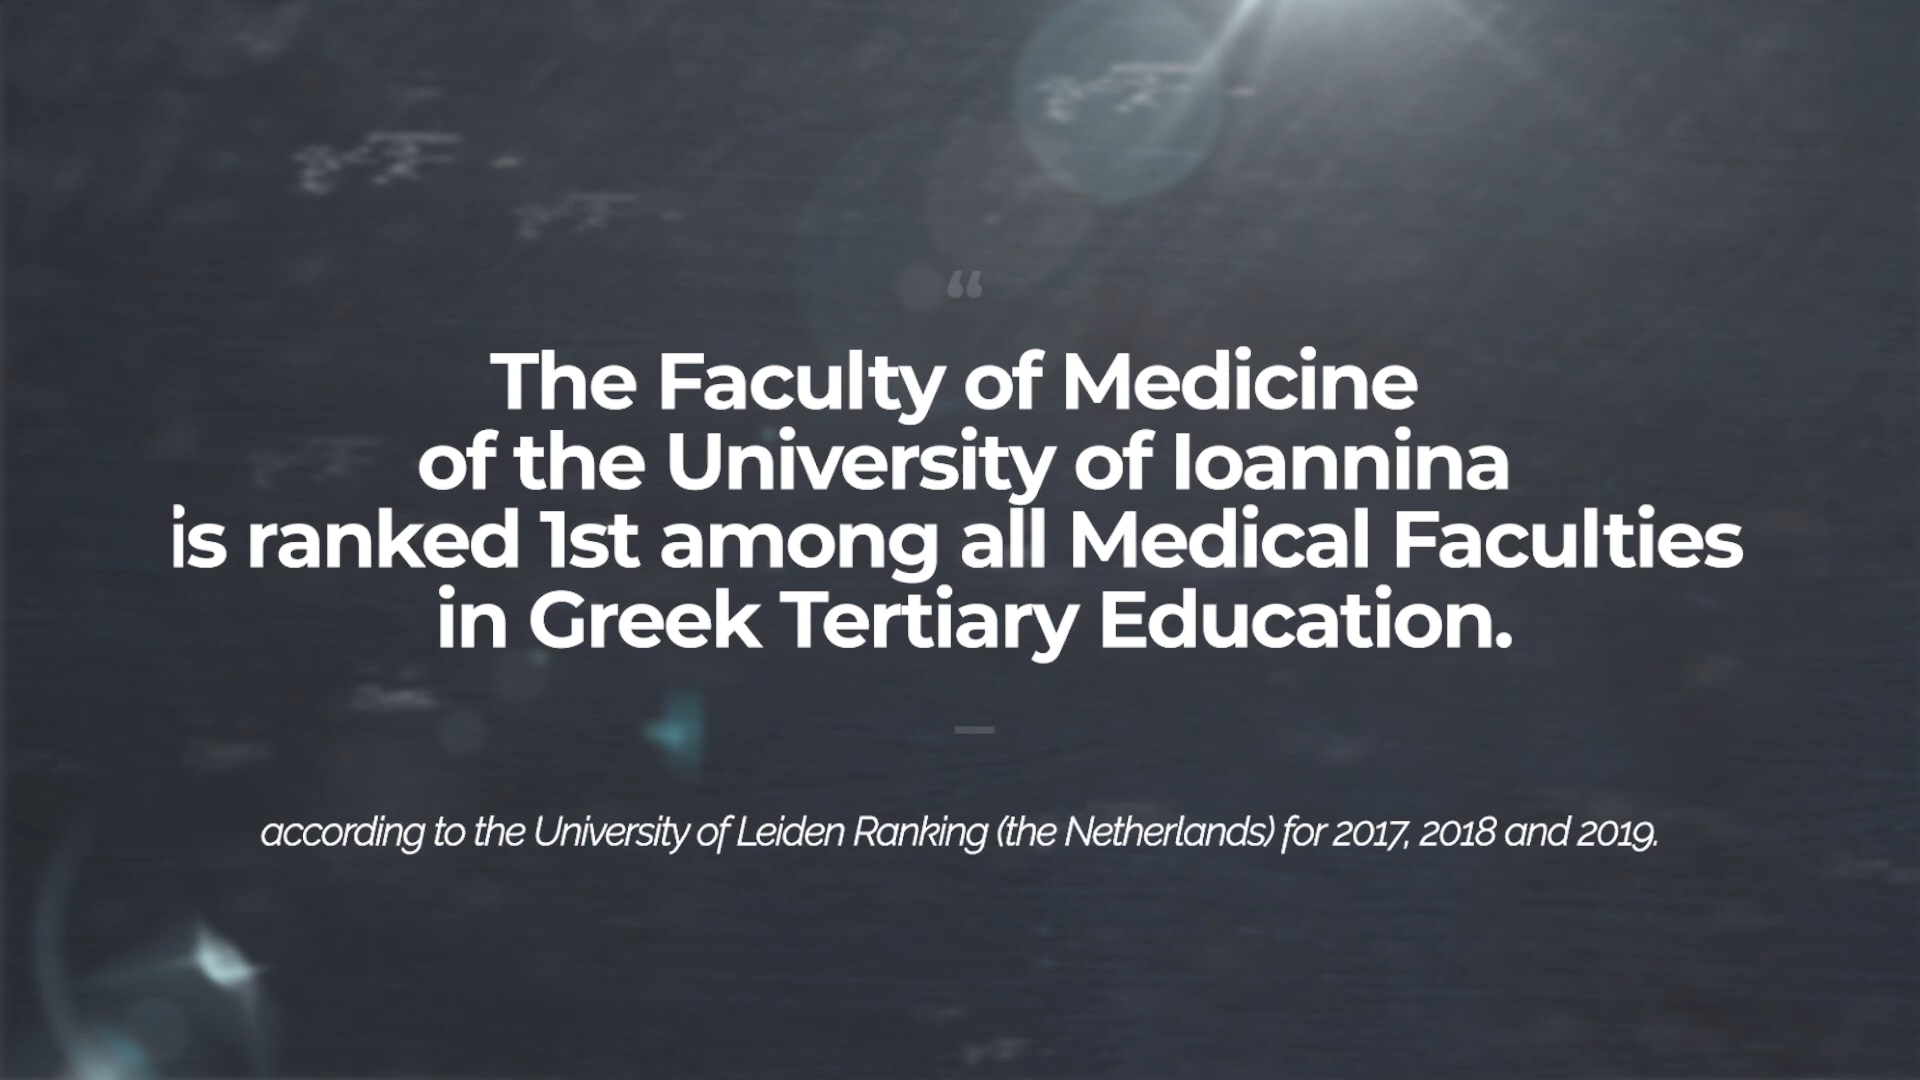 “
The Faculty of Medicine
of the University of Ioannina
is ranked 1st among all Medical Faculties
in Greek Tertiary Education.
—
according to the University of Leiden Ranking (the Netherlands) for 2017, 2018 and 2019.